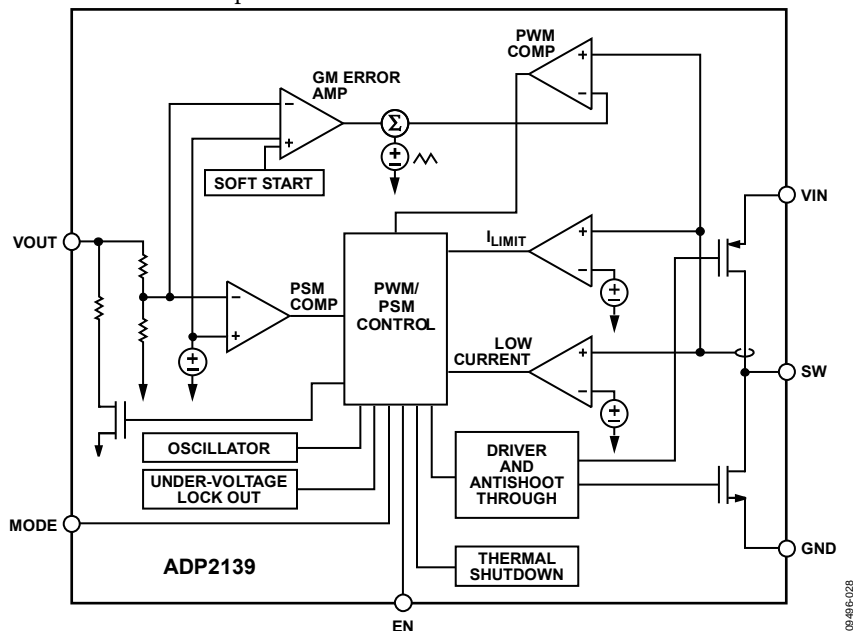 PWM
COMP
GM ERROR
AMP
+
−
−
+
Σ
+
−
SOFT START
VIN
VOUT
ILIMIT
+
−
+
−
PSM
COMP
−
+
PWM/
PSM
CONTROL
LOW
CURRENT
+
−
+
−
+
−
SW
OSCILLATOR
UNDER-VOLTAGE
LOCK OUT
DRIVER
AND
ANTISHOOT
THROUGH
MODE
GND
ADP2139
THERMAL
SHUTDOWN
EN
09496-028